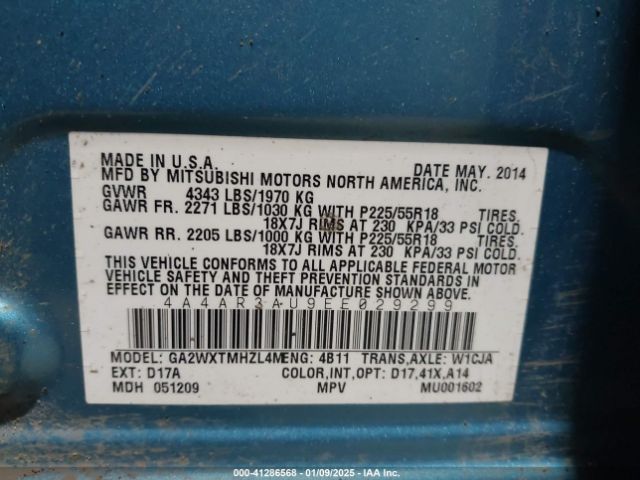 MADE IN U.S.A. DATE MAY. 2014
MFD BY MITSUBISHI MOTORS NORTH AMERICA, INC.
GVWR 4343 LBS/1970 KG
GAWR FR. 2271 LBS/1030 KG WITH P225/55R18 TIRES.
18X7J RIMS AT 230 KPA/33 PSI COLD.
GAWR RR. 2205 LBS/1000 KG WITH P225/55R18 TIRES.
18X7J RIMS AT 230 KPA/33 PSI COLD.
THIS VEHICLE CONFORMS TO ALL APPLICABLE FEDERAL MOTOR
VEHICLE SAFETY AND THEFT PREVENTION STANDARDS IN
EFFECT ON THE DATE OF MANUFACTURE SHOWN ABOVE.
4A4AR3AU9EE029299
MODEL: GA2WXTMHZL4M ENG: 4B11 TRANS,AXLE: W1CJA
EXT: D17A COLOR,INT,OPT: D17,41X,A14
MDH 051209 MPV MU001602
000-41286568 - 01/09/2025 - IAA Inc.